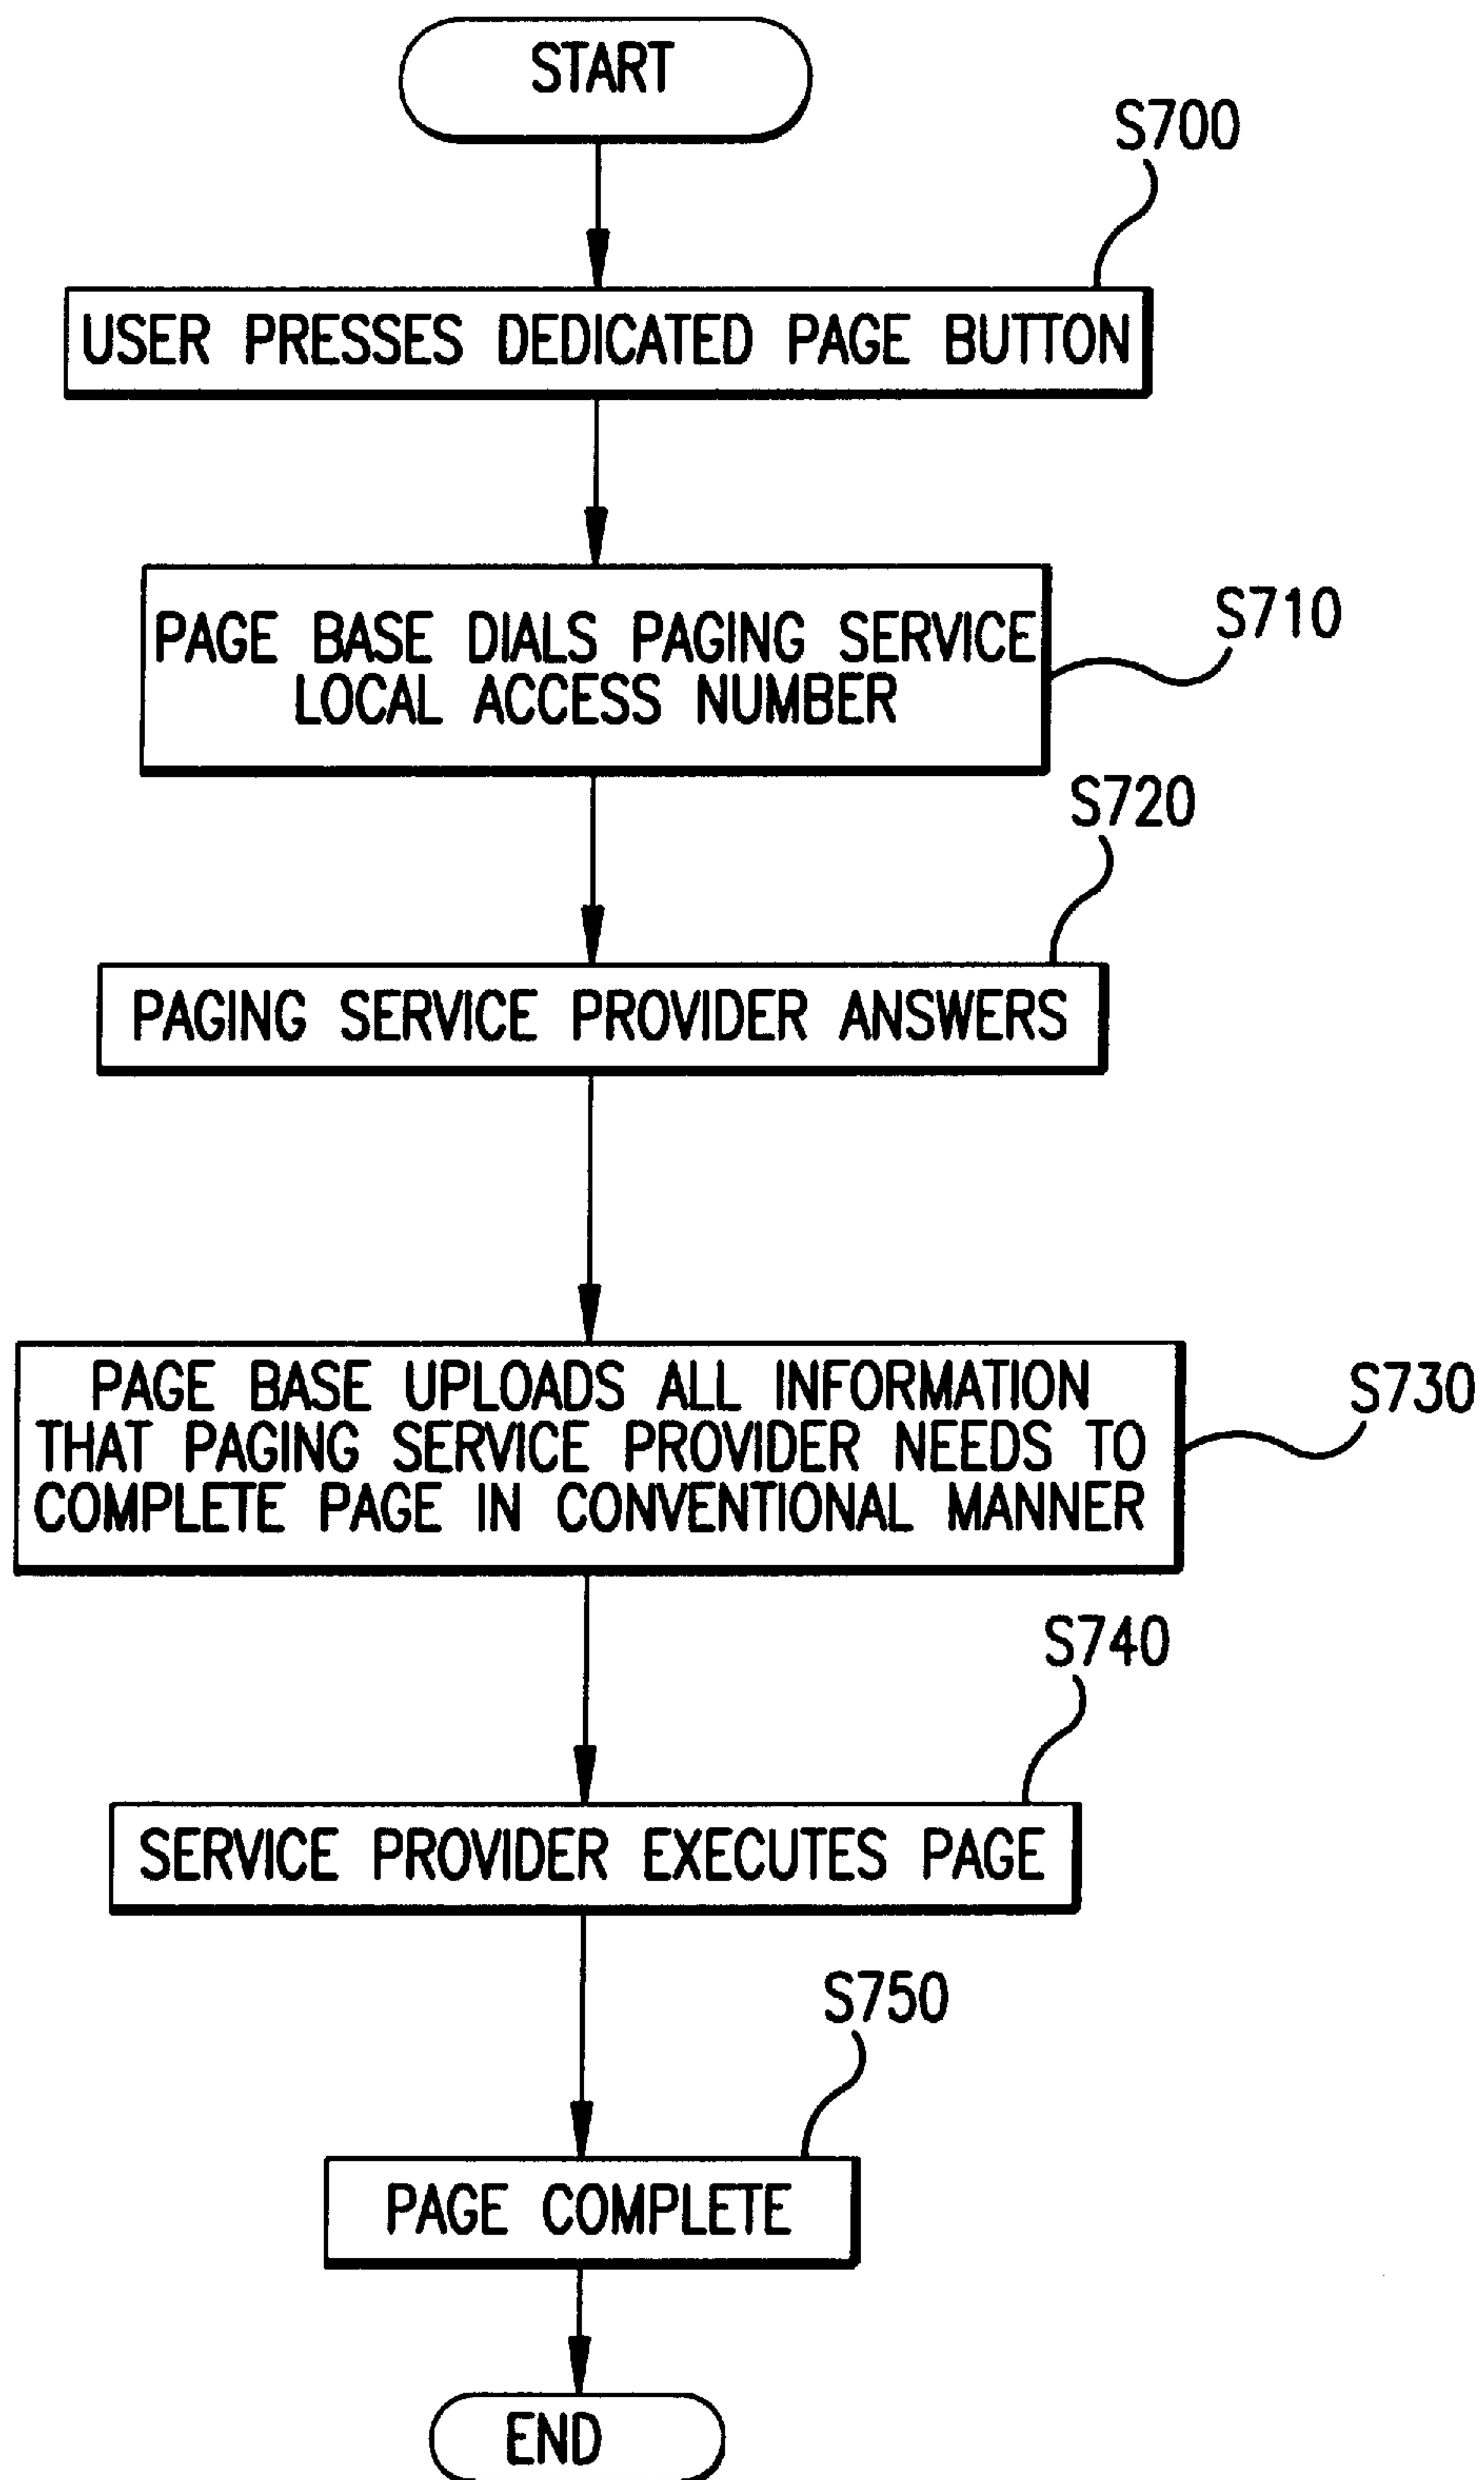 START
S700
USER PRESSES DEDICATED PAGE BUTTON
PAGE BASE DIALS PAGING SERVICE
LOCAL ACCESS NUMBER
S710
S720
PAGING SERVICE PROVIDER ANSWERS
PAGE BASE UPLOADS ALL INFORMATION
THAT PAGING SERVICE PROVIDER NEEDS TO
COMPLETE PAGE IN CONVENTIONAL MANNER
S730
S740
SERVICE PROVIDER EXECUTES PAGE
S750
PAGE COMPLETE
END